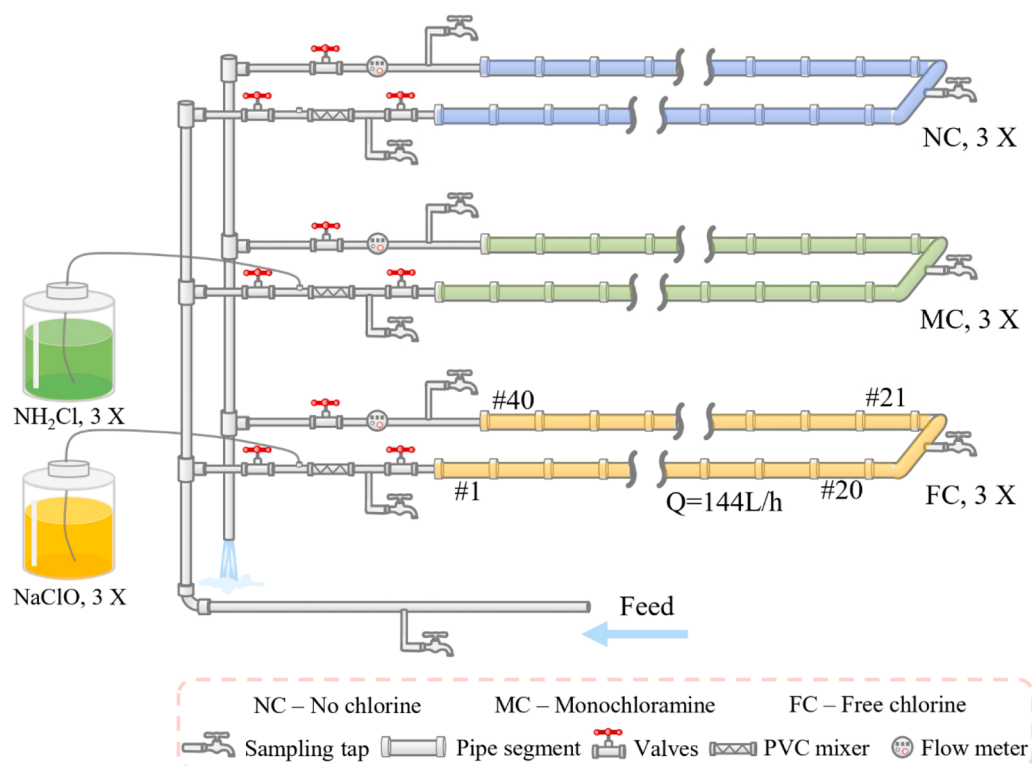 NC, 3 X
MC, 3 X
NH₂Cl, 3 X
#40
#21
#1
Q=144L/h
#20
FC, 3 X
NaClO, 3 X
Feed
NC – No chlorine
MC – Monochloramine
FC – Free chlorine
Sampling tap
Pipe segment
Valves
PVC mixer
Flow meter